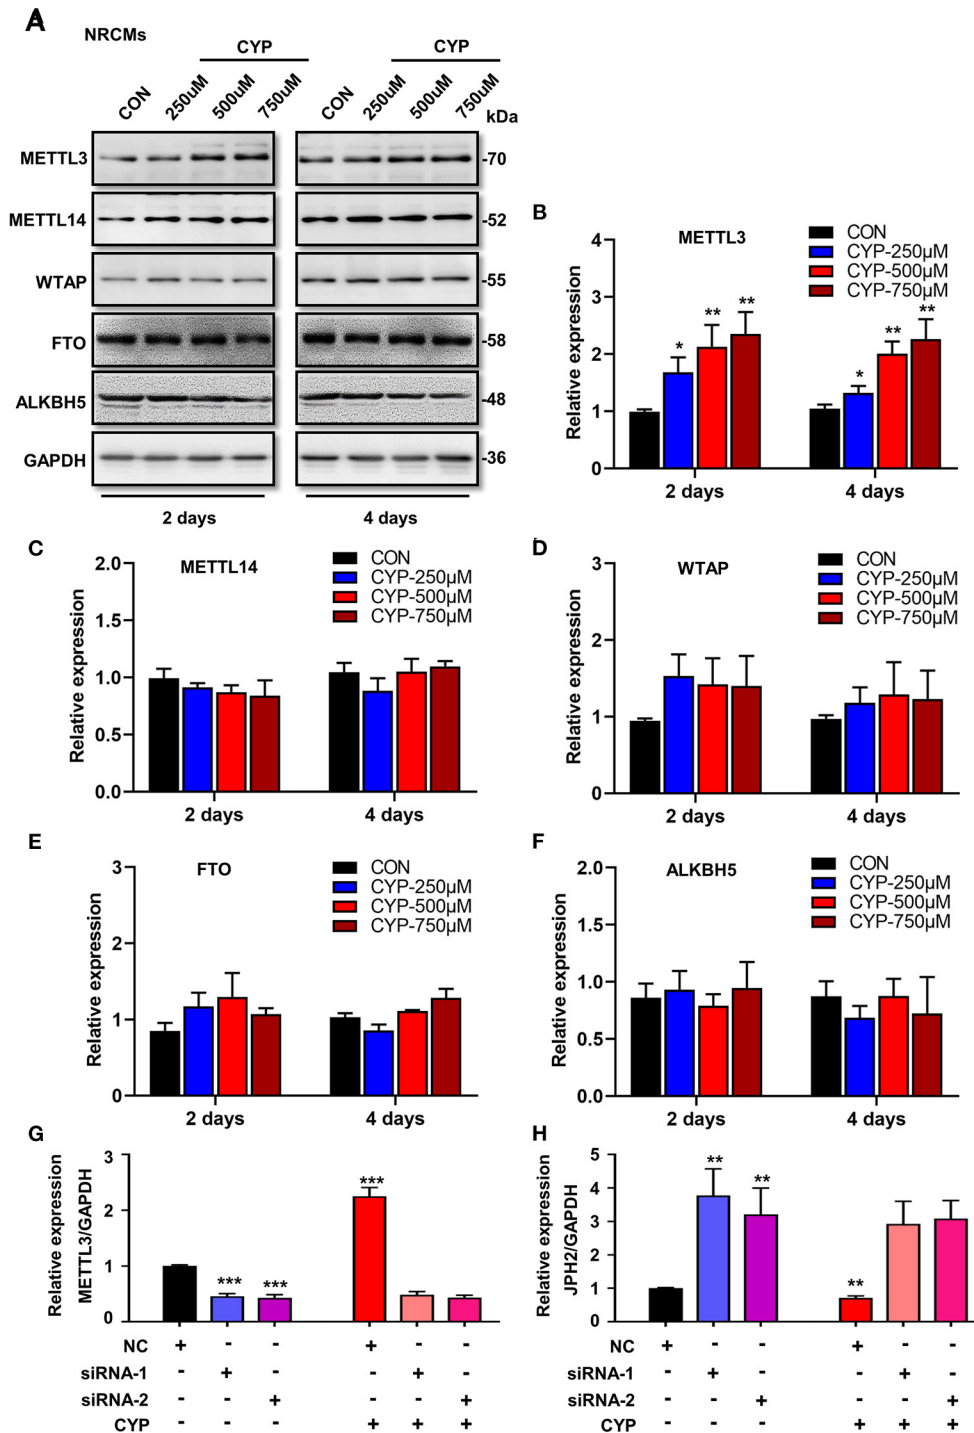 A
NRCMs
CYP
CYP
CON 250uM 500uM 750uM
CON 250uM 500uM 750uM
kDa
METTL3 -70
METTL14 -52
WTAP -55
FTO -58
ALKBH5 -48
GAPDH -36
2 days 4 days
B
METTL3
CON
CYP-250μM
CYP-500μM
CYP-750μM
Relative expression
4
3
2
1
0
* ** **
* ** **
2 days 4 days
C
METTL14
CON
CYP-250μM
CYP-500μM
CYP-750μM
Relative expression
2.0
1.5
1.0
0.5
0.0
2 days 4 days
D
WTAP
CON
CYP-250μM
CYP-500μM
CYP-750μM
Relative expression
3
2
1
0
2 days 4 days
E
FTO
CON
CYP-250μM
CYP-500μM
CYP-750μM
Relative expression
3
2
1
0
2 days 4 days
F
ALKBH5
CON
CYP-250μM
CYP-500μM
CYP-750μM
Relative expression
2.0
1.5
1.0
0.5
0.0
2 days 4 days
G
Relative expression
METTL3/GAPDH
3
2
1
0
*** *** ***
NC + - - + - -
siRNA-1 - + - - + -
siRNA-2 - - + - - +
CYP - - - + + +
H
Relative expression
JPH2/GAPDH
5
4
3
2
1
0
** ** **
NC + - - + - -
siRNA-1 - + - - + -
siRNA-2 - - + - - +
CYP - - - + + +